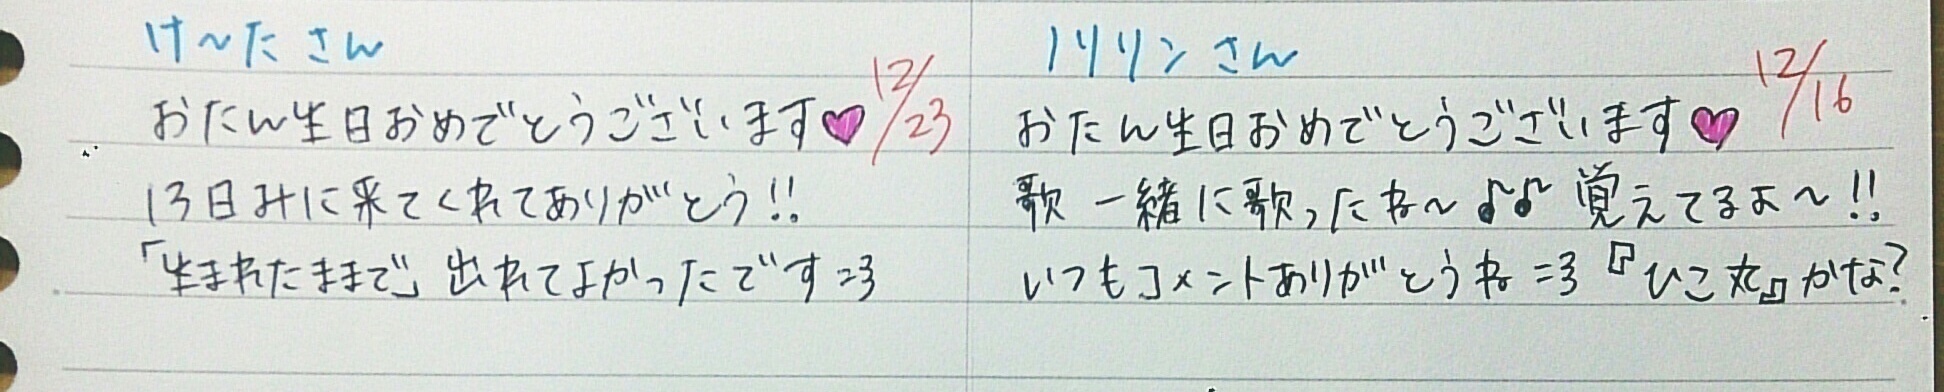 け〜たさん
12/23
おたん生日おめでとうございます♥
13日みに来てくれてありがとう!!
「生まれたままで」出れてよかったです=3
ノリリンさん
12/16
おたん生日おめでとうございます♥
歌一緒に歌ったね〜♪♪覚えてるよ〜!!
いつもコメントありがとうね=3『ひこ丸』かな?